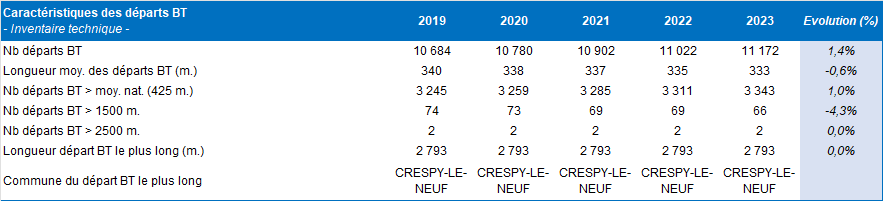 Caractéristiques des départs BT
- Inventaire technique -
2019 2020 2021 2022 2023 Evolution (%)
Nb départs BT 10 684 10 780 10 902 11 022 11 172 1,4%
Longueur moy. des départs BT (m.) 340 338 337 335 333 -0,6%
Nb départs BT > moy. nat. (425 m.) 3 245 3 259 3 285 3 311 3 343 1,0%
Nb départs BT > 1500 m. 74 73 69 69 66 -4,3%
Nb départs BT > 2500 m. 2 2 2 2 2 0,0%
Longueur départ BT le plus long (m.) 2 793 2 793 2 793 2 793 2 793 0,0%
Commune du départ BT le plus long CRESPY-LE-NEUF CRESPY-LE-NEUF CRESPY-LE-NEUF CRESPY-LE-NEUF CRESPY-LE-NEUF